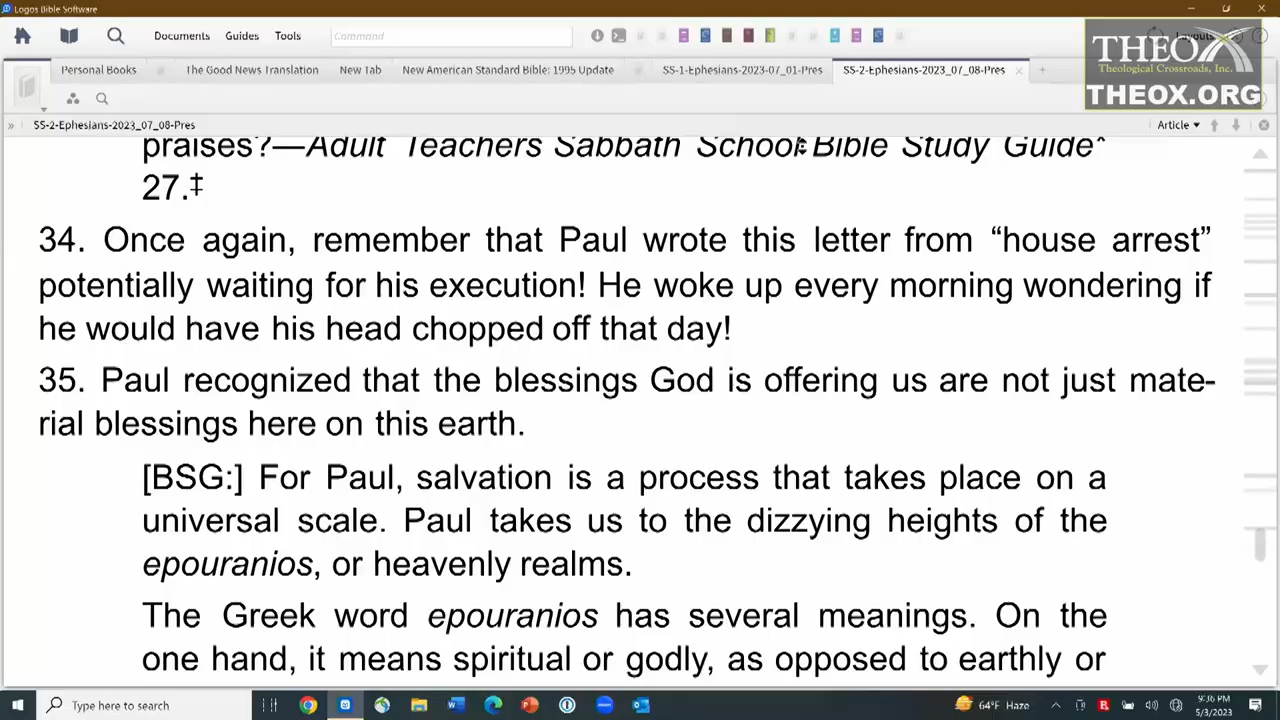 Logos Bible Software
Documents Guides Tools Command Layouts
THEOX
Theological Crossroads, Inc.
THEOX.ORG
Personal Books The Good News Translation New Tab New rd Bible: 1995 Update SS-1-Ephesians-2023-07_01-Pres SS-2-Ephesians-2023_07_08-Pres
SS-2-Ephesians-2023_07_08-Pres Article
praises?—Adult Teachers Sabbath School Bible Study Guide*
27.‡
34. Once again, remember that Paul wrote this letter from “house arrest”
potentially waiting for his execution! He woke up every morning wondering if
he would have his head chopped off that day!
35. Paul recognized that the blessings God is offering us are not just mate-
rial blessings here on this earth.
[BSG:] For Paul, salvation is a process that takes place on a
universal scale. Paul takes us to the dizzying heights of the
epouranios, or heavenly realms.
The Greek word epouranios has several meanings. On the
one hand, it means spiritual or godly, as opposed to earthly or
Type here to search 64°F Haze 9:36 PM
5/3/2023